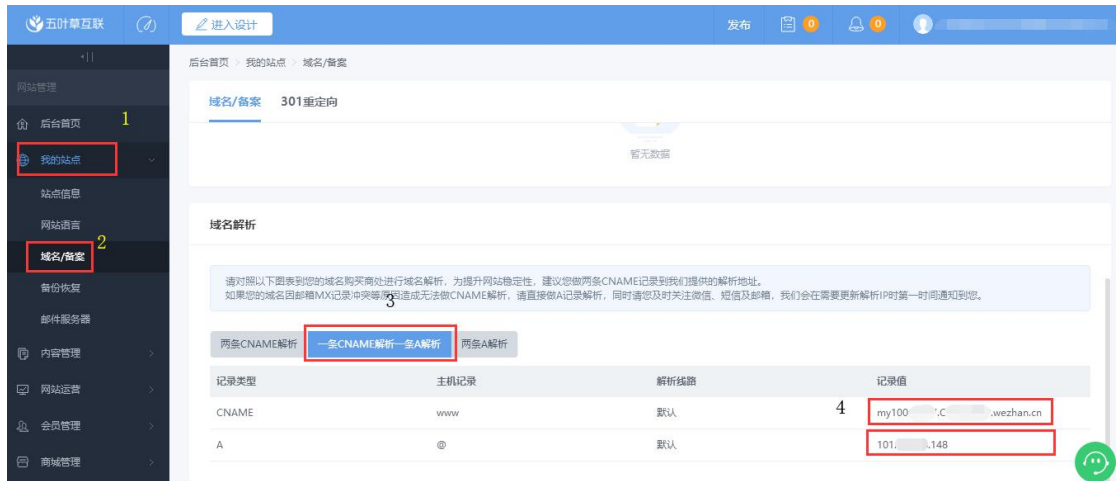 五叶草互联
进入设计
发布
0
0
后台首页 > 我的站点 > 域名/备案
网站管理
域名/备案 301重定向
后台首页
1
暂无数据
我的站点
站点信息
网站语言
域名解析
域名/备案
2
请对照以下图表到您的域名购买商处进行域名解析，为提升网站稳定性，建议您做两条CNAME记录到我们提供的解析地址。
如果您的域名因邮箱MX记录冲突等原因造成无法做CNAME解析，请直接做A记录解析，同时请您及时关注微信、短信及邮箱，我们会在需要更新解析IP时第一时间通知到您。
3
备份恢复
邮件服务器
两条CNAME解析 一条CNAME解析一条A解析 两条A解析
内容管理
记录类型 主机记录 解析线路 记录值
网站运营
CNAME www 默认 4 my100 .C .wezhan.cn
会员管理
A @ 默认 101. .148
商城管理